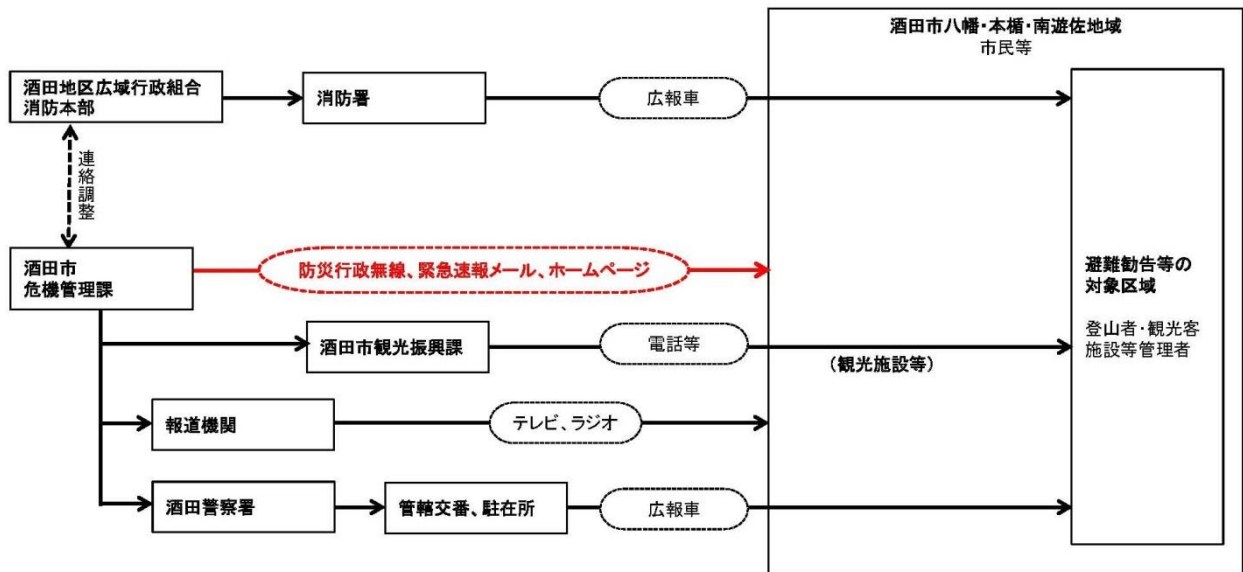 酒田市八幡・本楯・南遊佐地域
市民等
酒田地区広域行政組合
消防本部
消防署
広報車
連絡調整
酒田市
危機管理課
防災行政無線、緊急速報メール、ホームページ
避難勧告等の
対象区域
登山者・観光客
施設等管理者
酒田市観光振興課
電話等
(観光施設等)
報道機関
テレビ、ラジオ
酒田警察署
管轄交番、駐在所
広報車